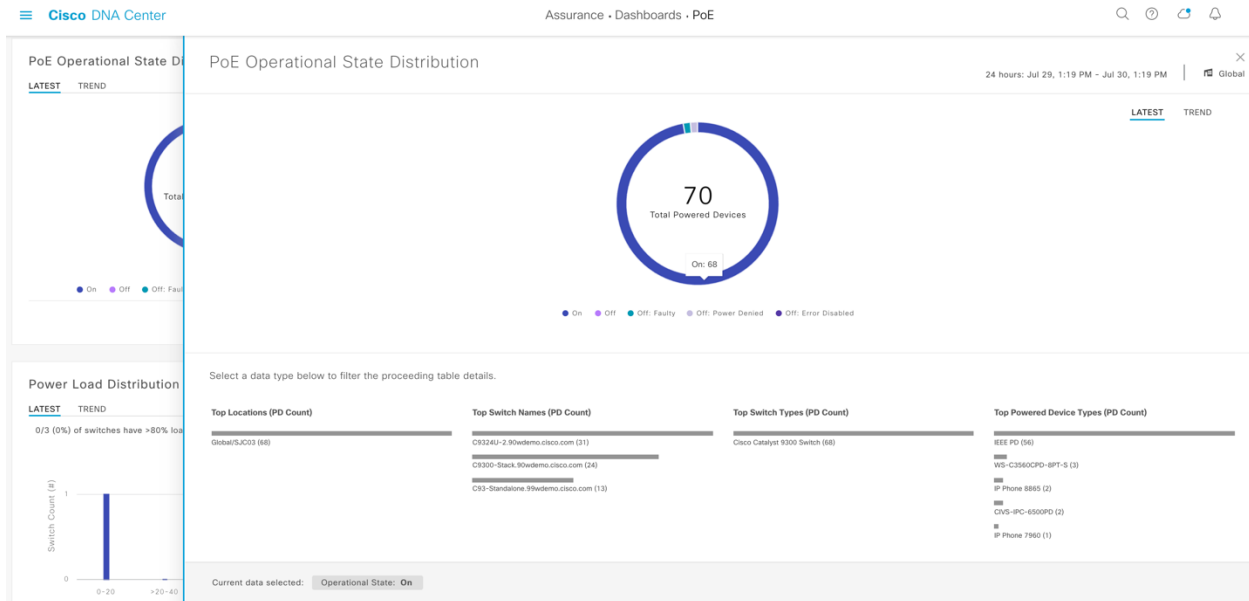 Cisco DNA Center
Assurance • Dashboards • PoE
PoE Operational State Di
LATEST TREND
Total
On Off Off: Faul
Power Load Distribution
LATEST TREND
0/3 (0%) of switches have >80% loa
Switch Count (#)
1
0
0-20 >20-40
PoE Operational State Distribution
24 hours: Jul 29, 1:19 PM - Jul 30, 1:19 PM
Global
LATEST TREND
70
Total Powered Devices
On: 68
On Off Off: Faulty Off: Power Denied Off: Error Disabled
Select a data type below to filter the proceeding table details.
Top Locations (PD Count)
Global/SJC03 (68)
Top Switch Names (PD Count)
C9324U-2.90wdemo.cisco.com (31)
C9300-Stack.90wdemo.cisco.com (24)
C93-Standalone.99wdemo.cisco.com (13)
Top Switch Types (PD Count)
Cisco Catalyst 9300 Switch (68)
Top Powered Device Types (PD Count)
IEEE PD (56)
WS-C3560CPD-8PT-S (3)
IP Phone 8865 (2)
CIVS-IPC-6500PD (2)
IP Phone 7960 (1)
Current data selected: Operational State: On